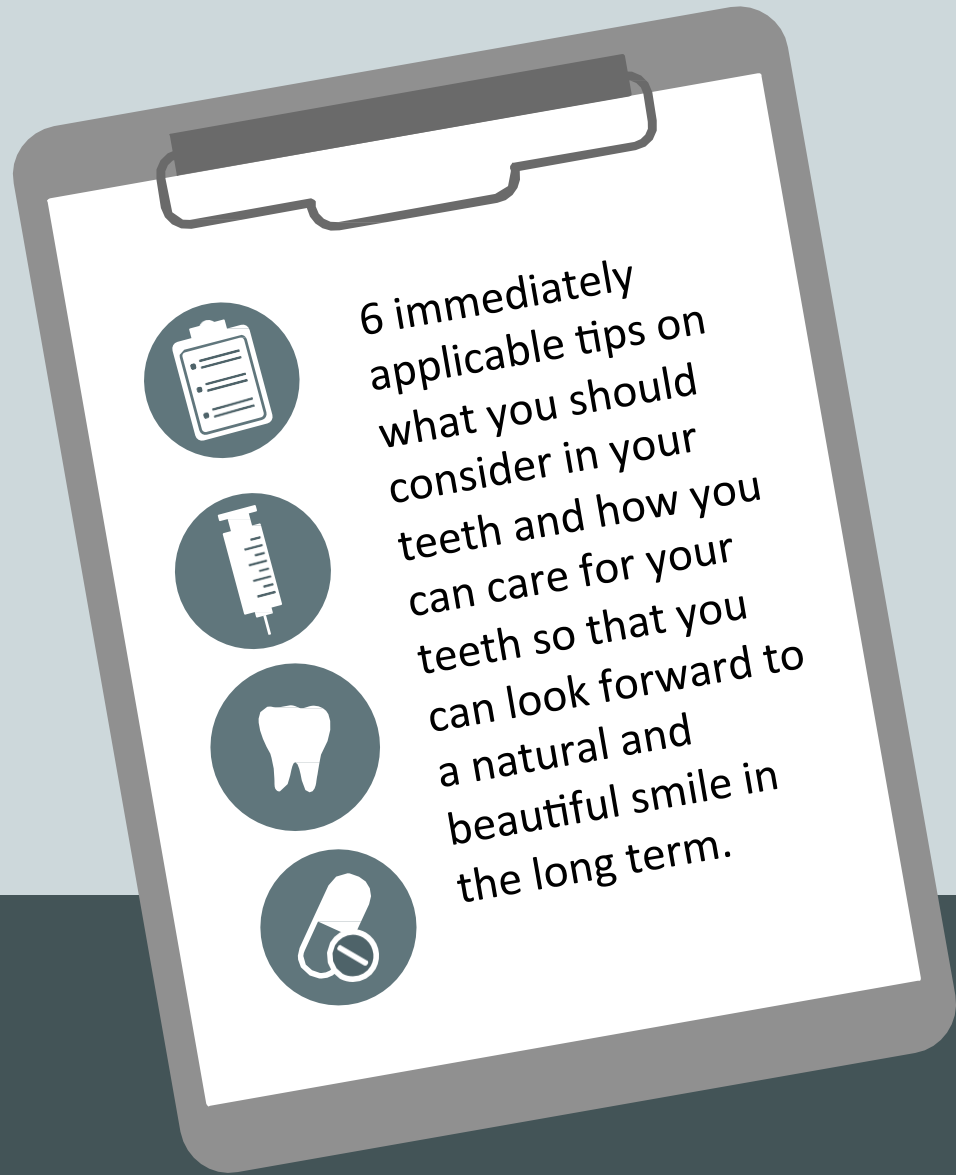 6 immediately
applicable tips on
what you should
consider in your
teeth and how you
can care for your
teeth so that you
can look forward to
a natural and
beautiful smile in
the long term.